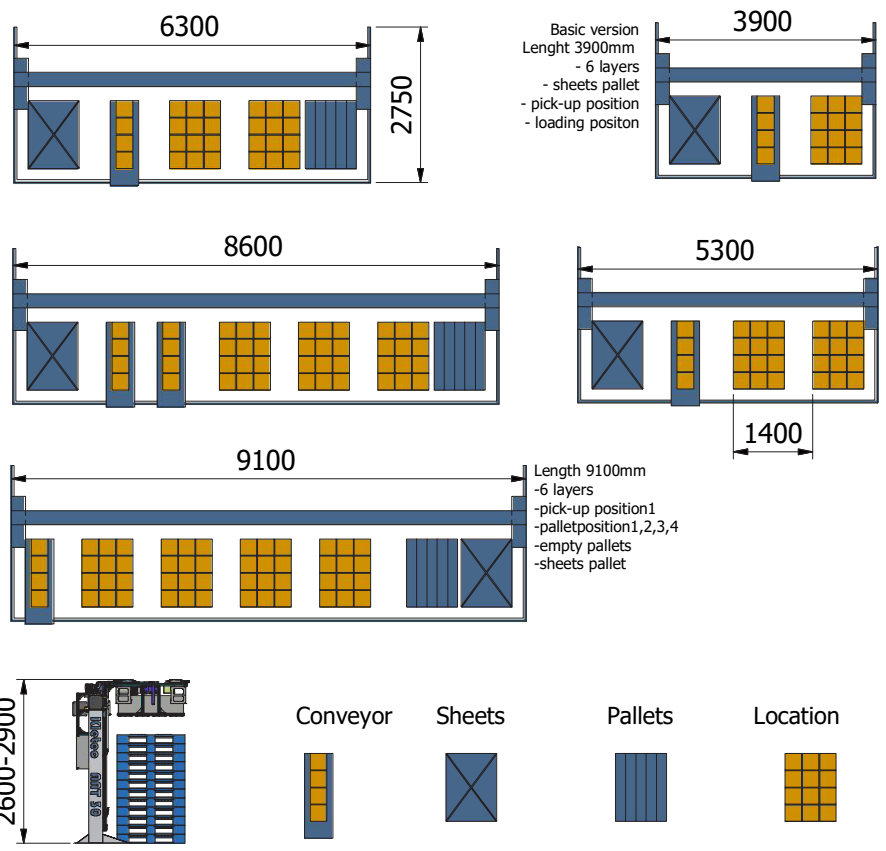 6300
2750
Basic version
Lenght 3900mm
- 6 layers
- sheets pallet
- pick-up position
- loading positon
3900
8600
5300
1400
9100
Length 9100mm
-6 layers
-pick-up position1
-palletposition1,2,3,4
-empty pallets
-sheets pallet
2600-2900
Conveyor
Sheets
Pallets
Location